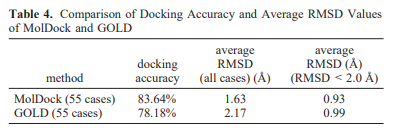 Table 4. Comparison of Docking Accuracy and Average RMSD Values
of MolDock and GOLD
average average
docking RMSD RMSD (Å)
method accuracy (all cases) (Å) (RMSD < 2.0 Å)
MolDock (55 cases) 83.64% 1.63 0.93
GOLD (55 cases) 78.18% 2.17 0.99